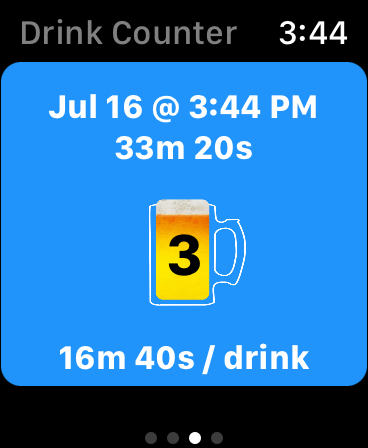 Drink Counter 3:44
Jul 16 @ 3:44 PM
33m 20s
3
16m 40s / drink